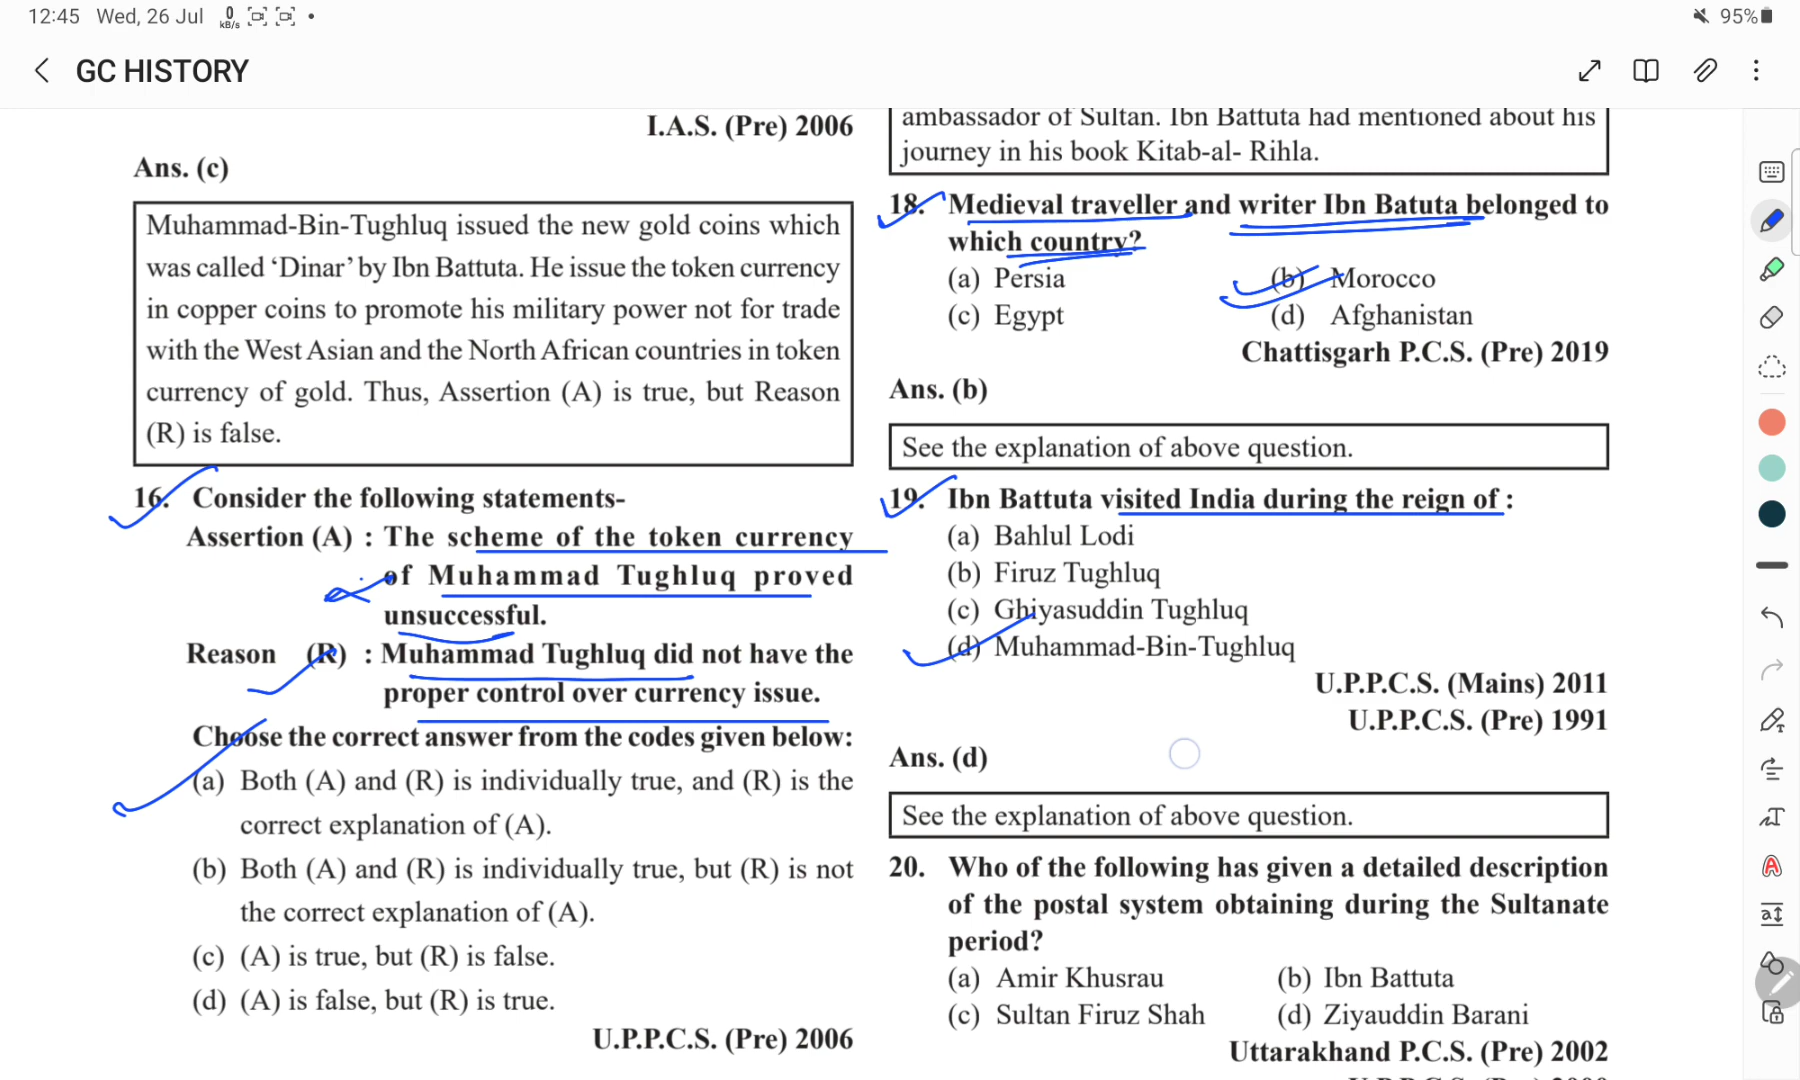 12:45 Wed, 26 Jul 0 kB/s
95%
GC HISTORY
I.A.S. (Pre) 2006
Ans. (c)
Muhammad-Bin-Tughluq issued the new gold coins which
was called ‘Dinar’ by Ibn Battuta. He issue the token currency
in copper coins to promote his military power not for trade
with the West Asian and the North African countries in token
currency of gold. Thus, Assertion (A) is true, but Reason
(R) is false.
16. Consider the following statements-
Assertion (A) : The scheme of the token currency
of Muhammad Tughluq proved
unsuccessful.
Reason (R) : Muhammad Tughluq did not have the
proper control over currency issue.
Choose the correct answer from the codes given below:
(a) Both (A) and (R) is individually true, and (R) is the
correct explanation of (A).
(b) Both (A) and (R) is individually true, but (R) is not
the correct explanation of (A).
(c) (A) is true, but (R) is false.
(d) (A) is false, but (R) is true.
U.P.P.C.S. (Pre) 2006
ambassador of Sultan. Ibn Battuta had mentioned about his
journey in his book Kitab-al- Rihla.
18. Medieval traveller and writer Ibn Batuta belonged to
which country?
(a) Persia (b) Morocco
(c) Egypt (d) Afghanistan
Chattisgarh P.C.S. (Pre) 2019
Ans. (b)
See the explanation of above question.
19. Ibn Battuta visited India during the reign of :
(a) Bahlul Lodi
(b) Firuz Tughluq
(c) Ghiyasuddin Tughluq
(d) Muhammad-Bin-Tughluq
U.P.P.C.S. (Mains) 2011
U.P.P.C.S. (Pre) 1991
Ans. (d)
See the explanation of above question.
20. Who of the following has given a detailed description
of the postal system obtaining during the Sultanate
period?
(a) Amir Khusrau (b) Ibn Battuta
(c) Sultan Firuz Shah (d) Ziyauddin Barani
Uttarakhand P.C.S. (Pre) 2002